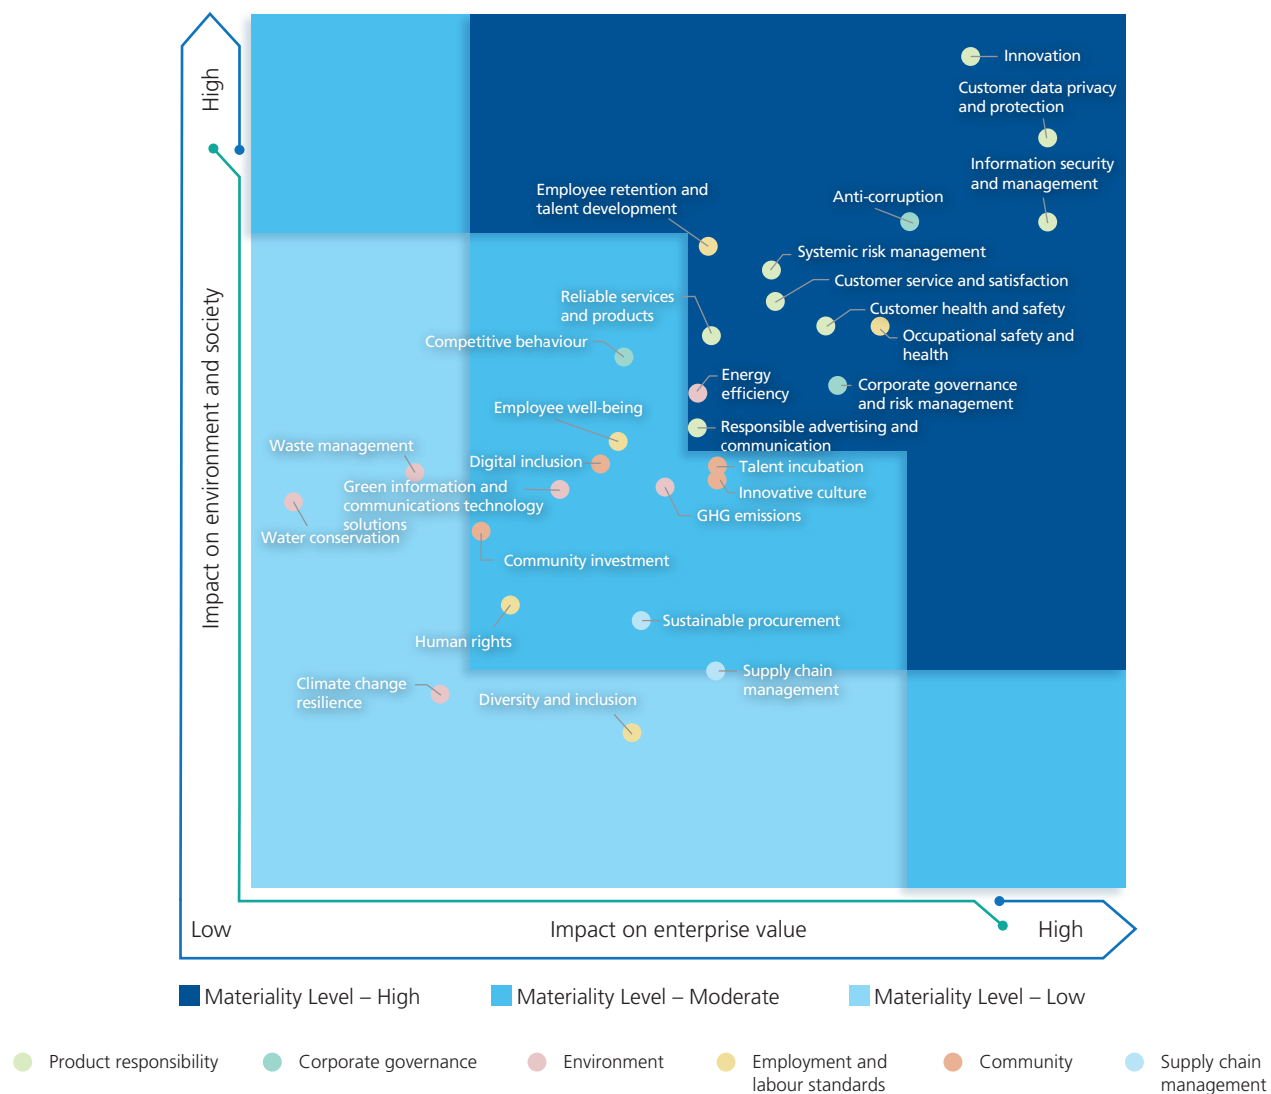 High
Innovation
Customer data privacy
and protection
Information security
and management
Employee retention and
talent development
Anti-corruption
Systemic risk management
Customer service and satisfaction
Reliable services
and products
Customer health and safety
Occupational safety and
health
Competitive behaviour
Energy
efficiency
Corporate governance
and risk management
Employee well-being
Responsible advertising and
communication
Waste management
Digital inclusion
Talent incubation
Green information and
communications technology
solutions
Innovative culture
GHG emissions
Water conservation
Community investment
Sustainable procurement
Human rights
Supply chain
management
Climate change
resilience
Diversity and inclusion
Impact on environment and society
Low
Impact on enterprise value
High
Materiality Level – High
Materiality Level – Moderate
Materiality Level – Low
Product responsibility
Corporate governance
Environment
Employment and
labour standards
Community
Supply chain
management